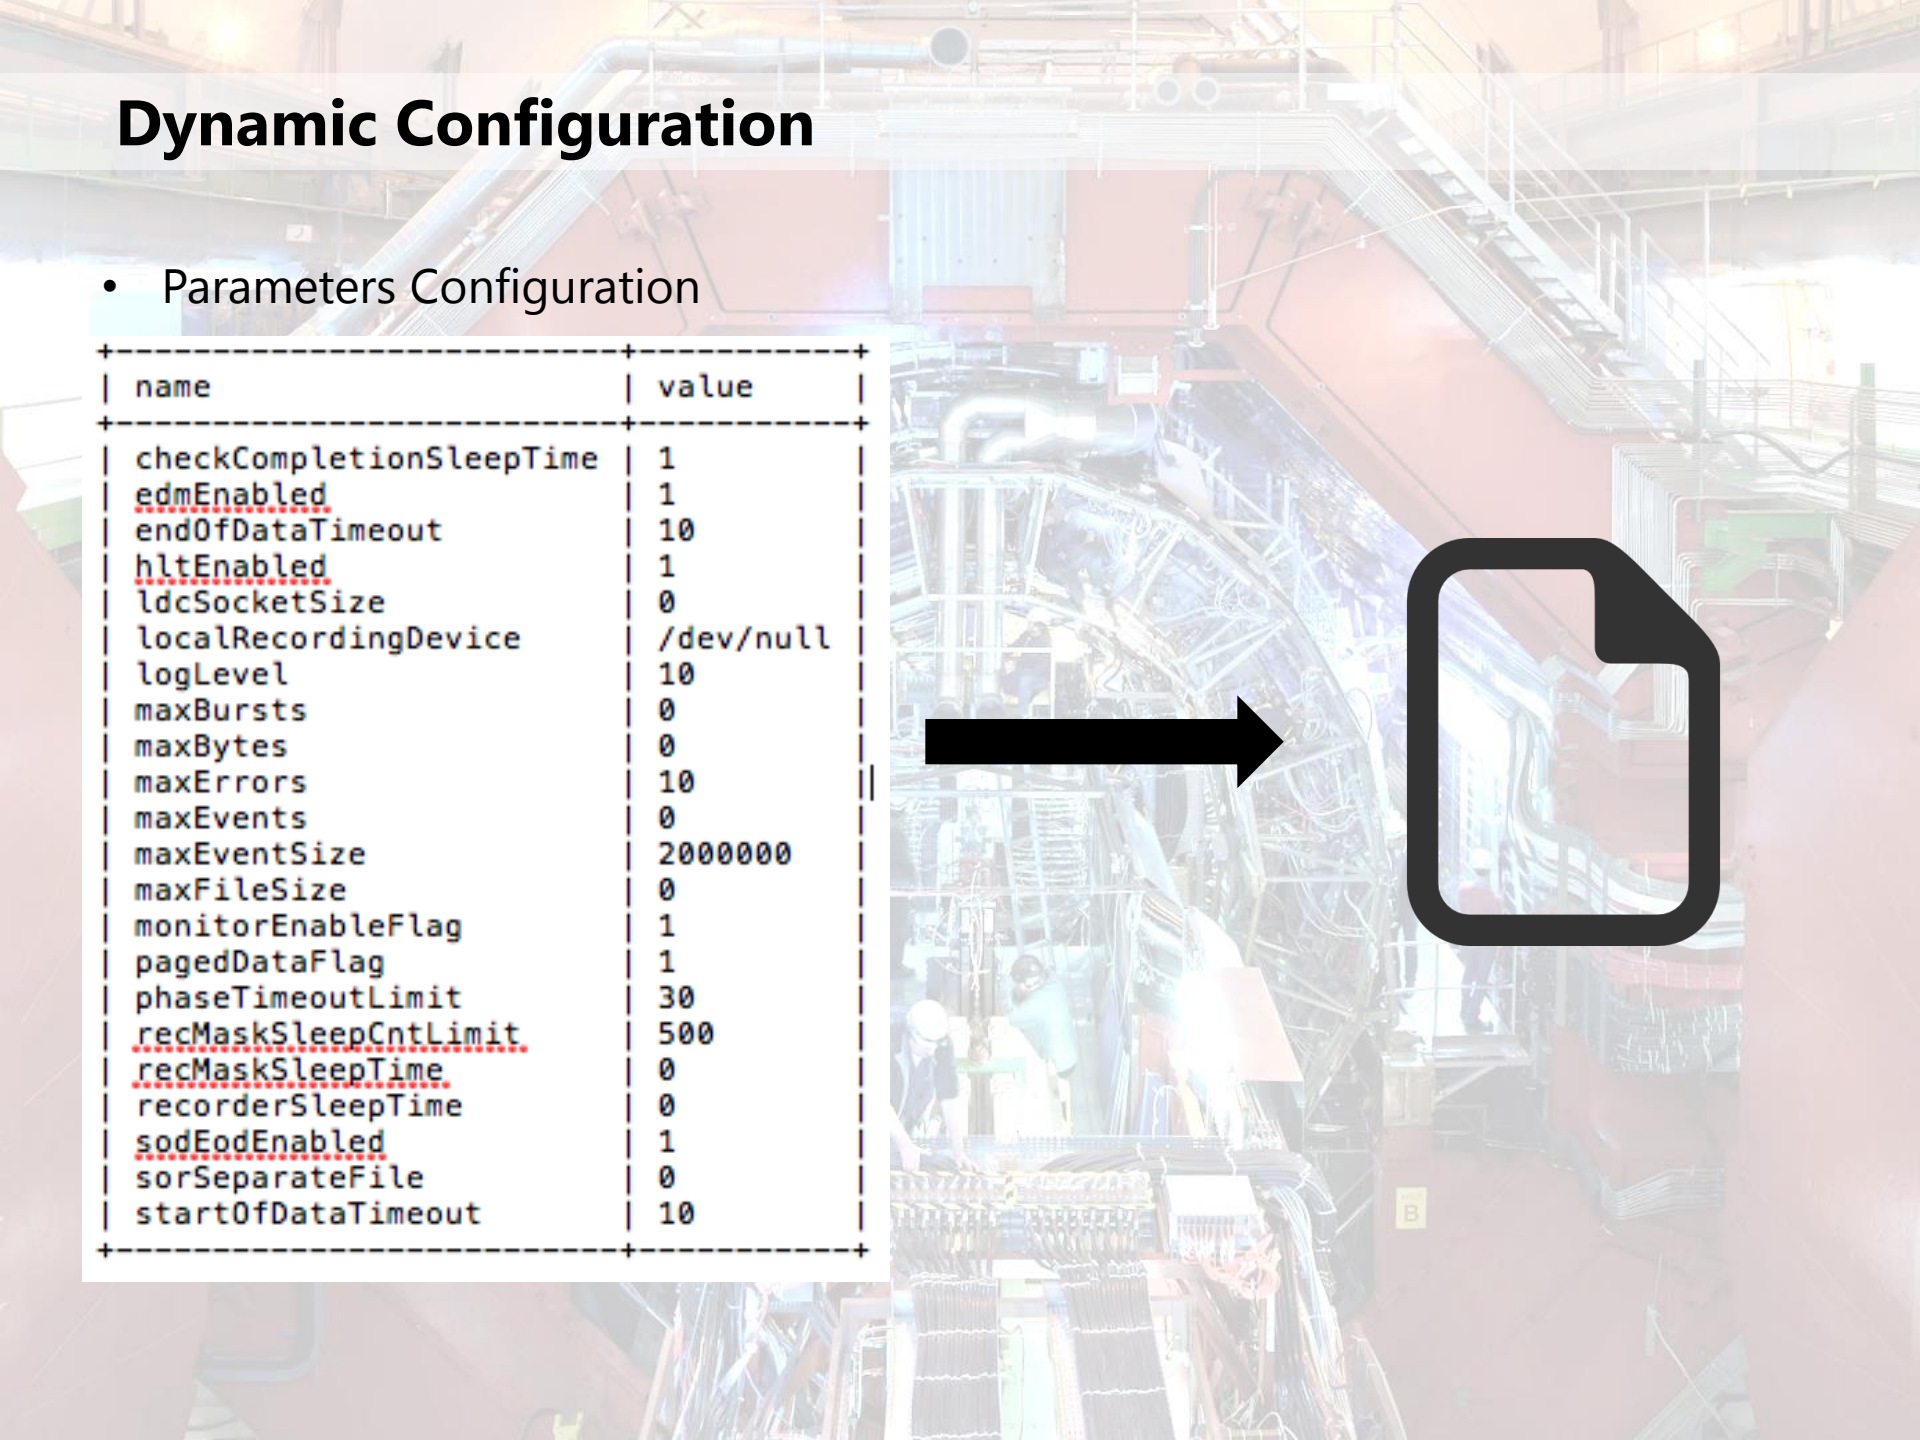 Dynamic Configuration
• Parameters Configuration
+--------------------------+-----------+
| name | value |
+--------------------------+-----------+
| checkCompletionSleepTime | 1 |
| edmEnabled | 1 |
| endOfDataTimeout | 10 |
| hltEnabled | 1 |
| ldcSocketSize | 0 |
| localRecordingDevice | /dev/null |
| logLevel | 10 |
| maxBursts | 0 |
| maxBytes | 0 |
| maxErrors | 10 |
| maxEvents | 0 |
| maxEventSize | 2000000 |
| maxFileSize | 0 |
| monitorEnableFlag | 1 |
| pagedDataFlag | 1 |
| phaseTimeoutLimit | 30 |
| recMaskSleepCntLimit | 500 |
| recMaskSleepTime | 0 |
| recorderSleepTime | 0 |
| sodEodEnabled | 1 |
| sorSeparateFile | 0 |
| startOfDataTimeout | 10 |
+--------------------------+-----------+
B